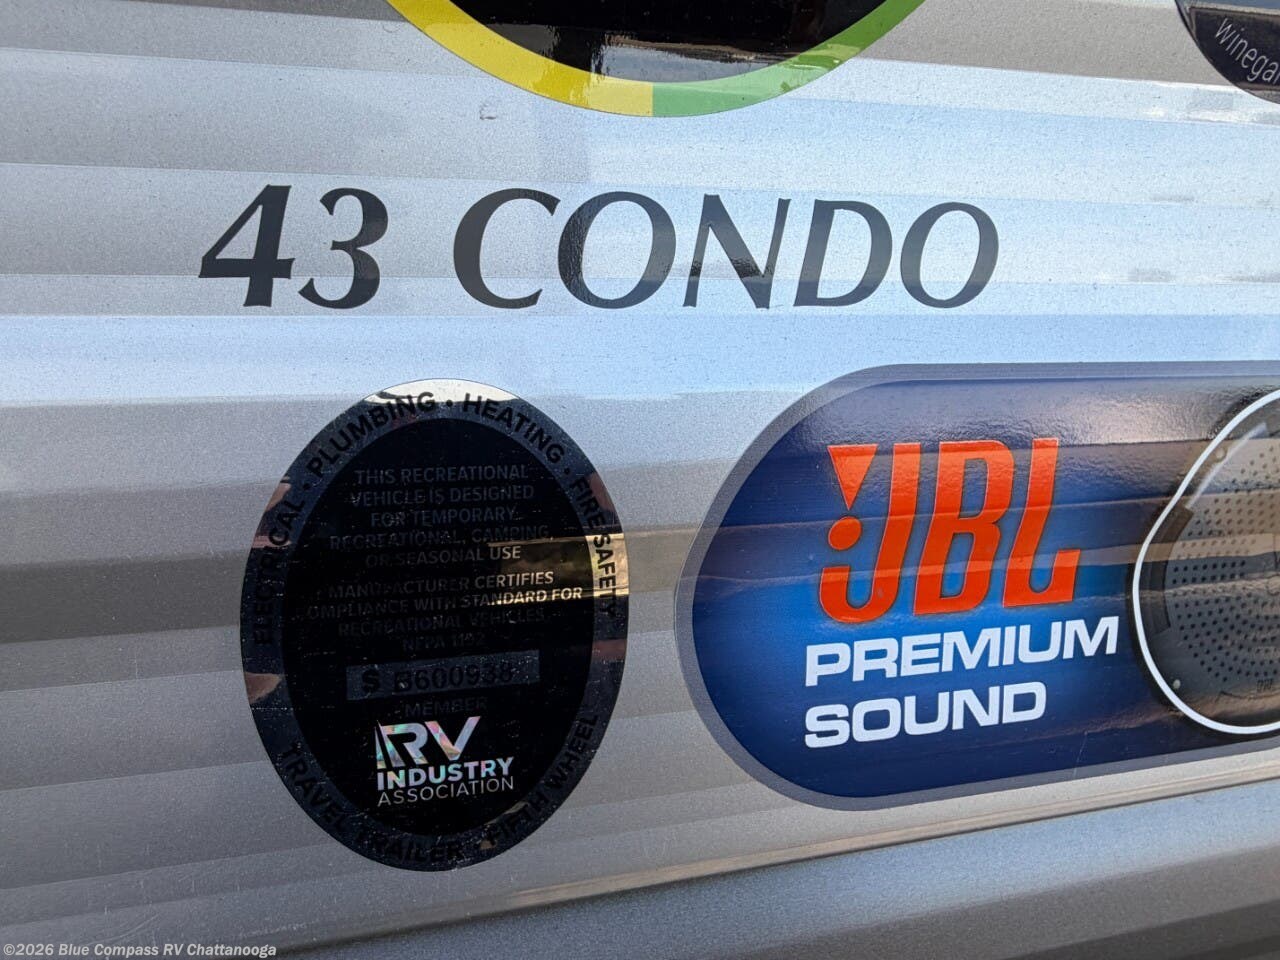 Winegar
43 CONDO
ELECTRICAL • PLUMBING • HEATING • FIRE SAFETY
THIS RECREATIONAL
VEHICLE IS DESIGNED
FOR TEMPORARY
RECREATIONAL, CAMPING,
OR SEASONAL USE
MANUFACTURER CERTIFIES
COMPLIANCE WITH STANDARD FOR
RECREATIONAL VEHICLES,
NFPA 1192
MEMBER
RV
INDUSTRY
ASSOCIATION
TRAVEL TRAILER • FIFTH WHEEL
JBL
PREMIUM
SOUND
©2026 Blue Compass RV Chattanooga